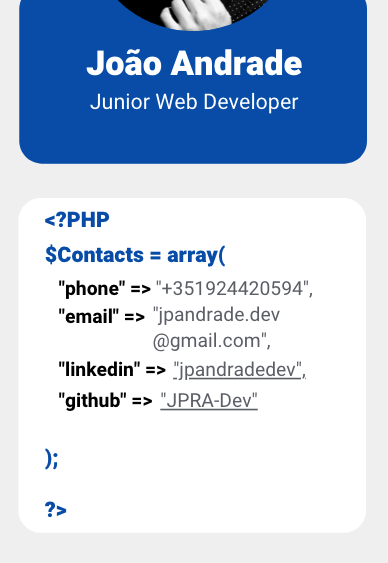 João Andrade
Junior Web Developer
<?PHP
$Contacts = array(
"phone" => "+351924420594",
"email" => "jpandrade.dev
@gmail.com",
"linkedin" => "jpandradedev",
"github" => "JPRA-Dev"
);
?>